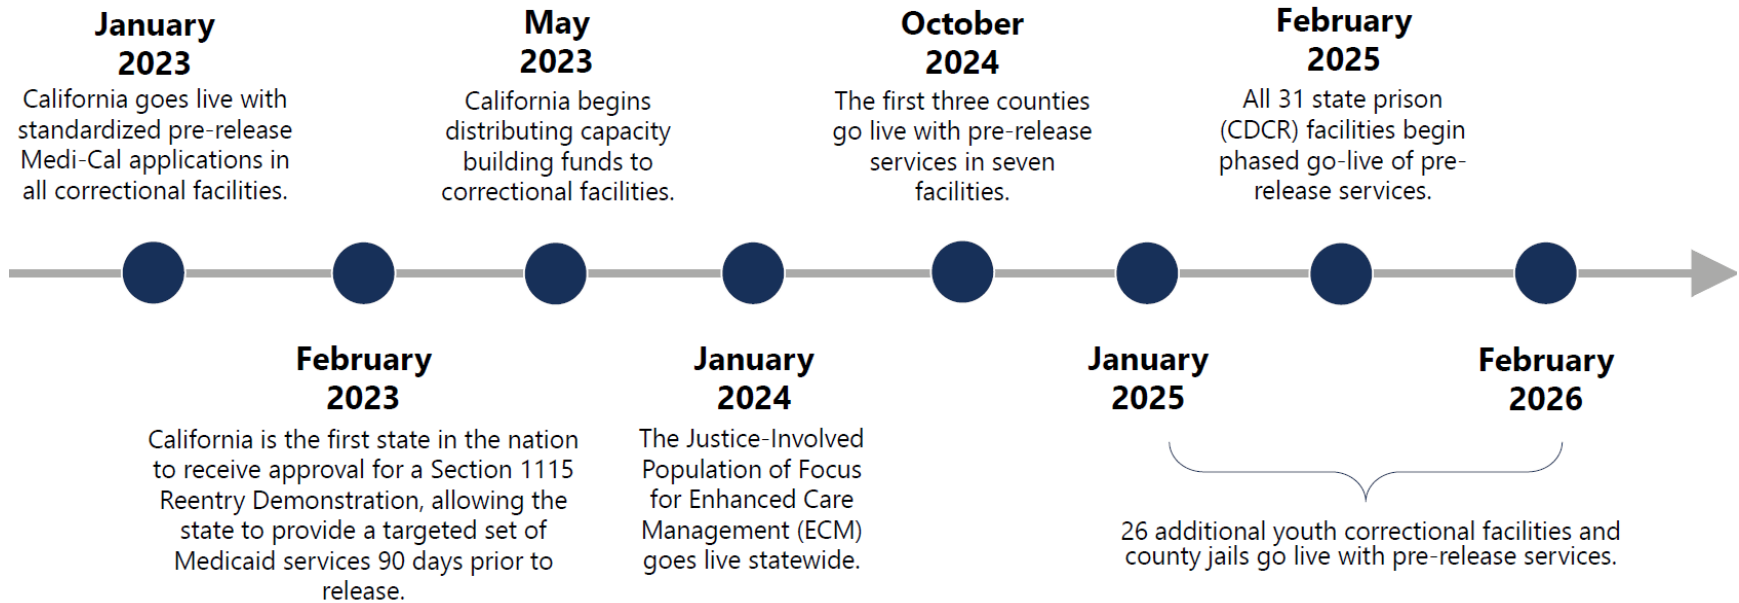 January
2023
California goes live with
standardized pre-release
Medi-Cal applications in
all correctional facilities.
May
2023
California begins
distributing capacity
building funds to
correctional facilities.
October
2024
The first three counties
go live with pre-release
services in seven
facilities.
February
2025
All 31 state prison
(CDCR) facilities begin
phased go-live of pre-
release services.
February
2023
California is the first state in the nation
to receive approval for a Section 1115
Reentry Demonstration, allowing the
state to provide a targeted set of
Medicaid services 90 days prior to
release.
January
2024
The Justice-Involved
Population of Focus
for Enhanced Care
Management (ECM)
goes live statewide.
January
2025
February
2026
26 additional youth correctional facilities and
county jails go live with pre-release services.